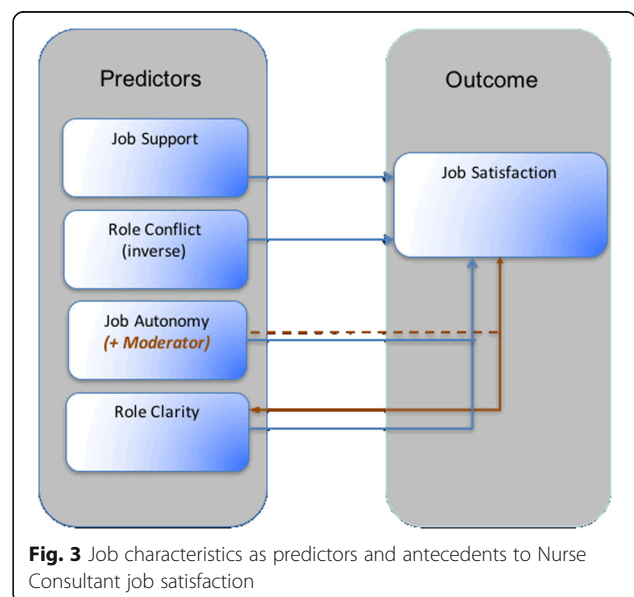 Predictors
Outcome
Job Support
Job Satisfaction
Role Conflict
(inverse)
Job Autonomy
(+ Moderator)
Role Clarity
Fig. 3 Job characteristics as predictors and antecedents to Nurse
Consultant job satisfaction